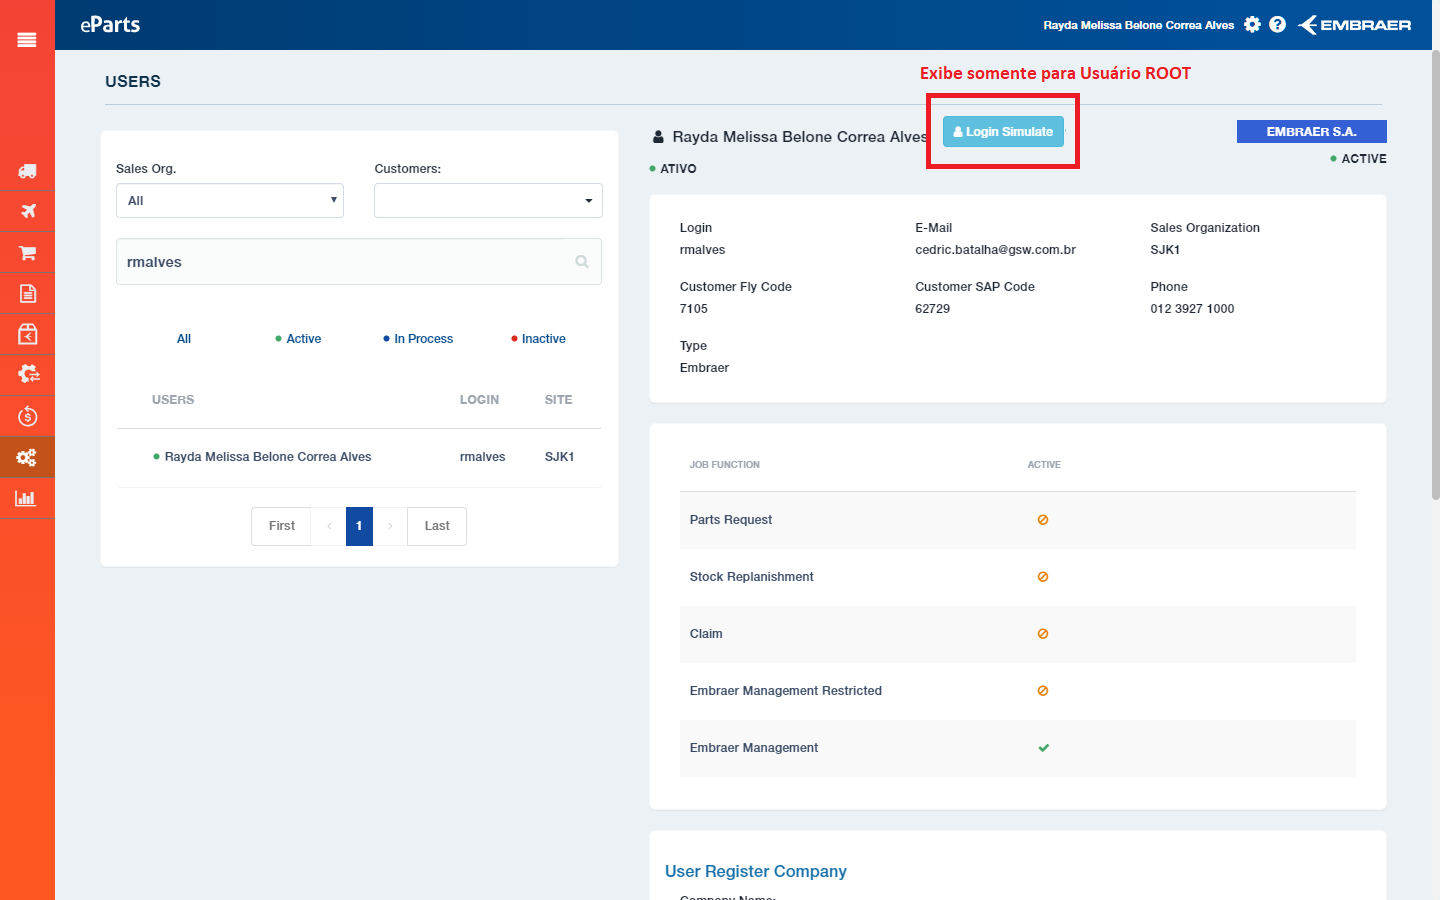 eParts
Rayda Melissa Belone Correa Alves
EMBRAER
USERS
Exibe somente para Usuário ROOT
Sales Org.
Customers:
All
rmalves
All
Active
In Process
Inactive
USERS LOGIN SITE
Rayda Melissa Belone Correa Alves rmalves SJK1
First ‹ 1 › Last
Rayda Melissa Belone Correa Alves
Login Simulate
EMBRAER S.A.
ATIVO
ACTIVE
Login E-Mail Sales Organization
rmalves cedric.batalha@gsw.com.br SJK1
Customer Fly Code Customer SAP Code Phone
7105 62729 012 3927 1000
Type
Embraer
JOB FUNCTION ACTIVE
Parts Request
Stock Replanishment
Claim
Embraer Management Restricted
Embraer Management
User Register Company
Company Name: